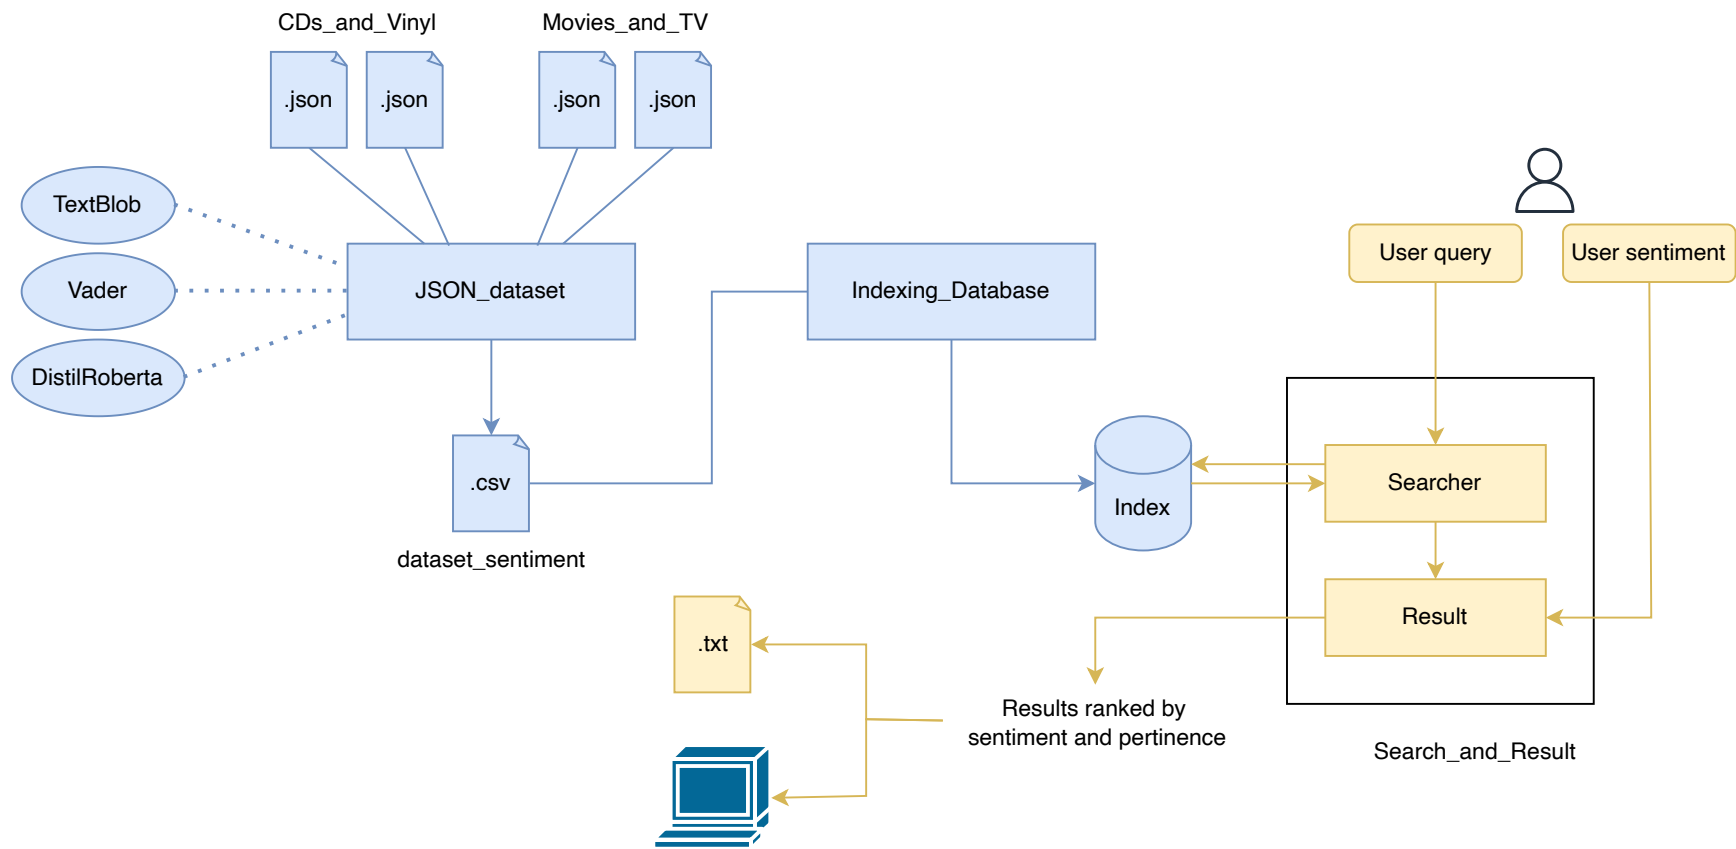 CDs_and_Vinyl
Movies_and_TV
.json
.json
.json
.json
TextBlob
Vader
DistilRoberta
JSON_dataset
Indexing_Database
User query
User sentiment
.csv
dataset_sentiment
Index
Searcher
Result
Search_and_Result
Results ranked by
sentiment and pertinence
.txt